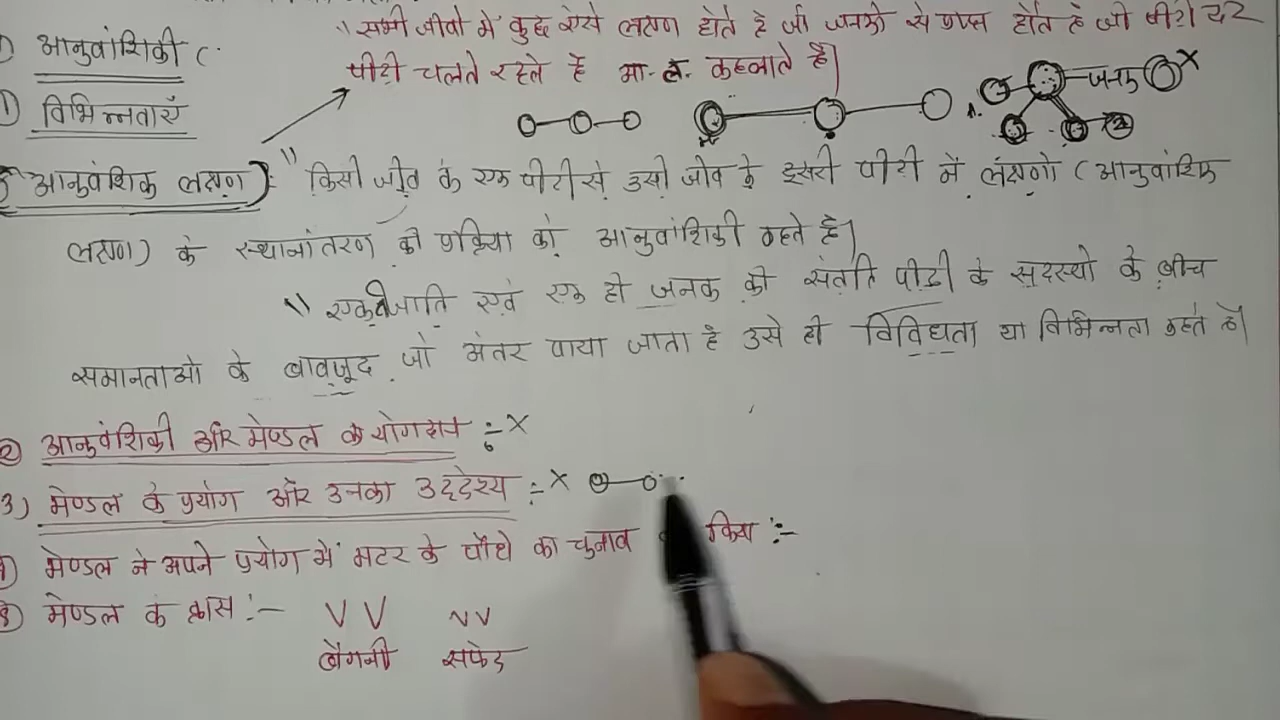 "सभी जीवो में कुछ ऐसे लक्षण होते है जो जनको से प्राप्त होते है जो पीढ़ी दर
आनुवांशिकी (
पीढ़ी चलते रहते हैं मा. ल. कहलाते हैं।
① विभिन्नताएँ
जनक X
आनुवंशिक लक्षण):- "किसी जीव के एक पीढी से उसी जीव के दूसरी पीढी में लक्षणो (आनुवांशिक
लक्षण) के स्थानांतरण की प्रक्रिया को आनुवांशिकी कहते है।
"एक जाति एवं एक ही जनक की संतति पीढी के सदस्यो के बीच
समानताओ के बावजूद जो अंतर पाया जाता है उसे ही विविधता या विभिन्नता कहते है।
② आनुवंशिकी और मेण्डल के योगदान ÷ X
3) मेण्डल के प्रयोग और उनका उद्देश्य ÷ X
मेण्डल ने अपने प्रयोग में मटर के पौधे का चुनाव किया :-
मेण्डल के क्रास :- VV vv
बैगनी सफेद